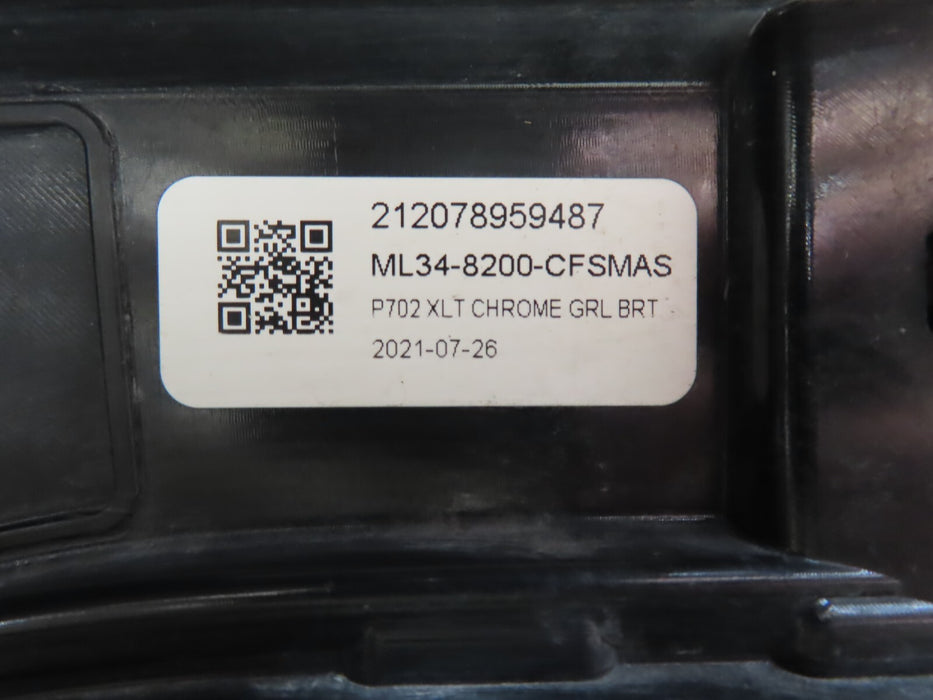 212078959487
ML34-8200-CFSMAS
P702 XLT CHROME GRL BRT
2021-07-26